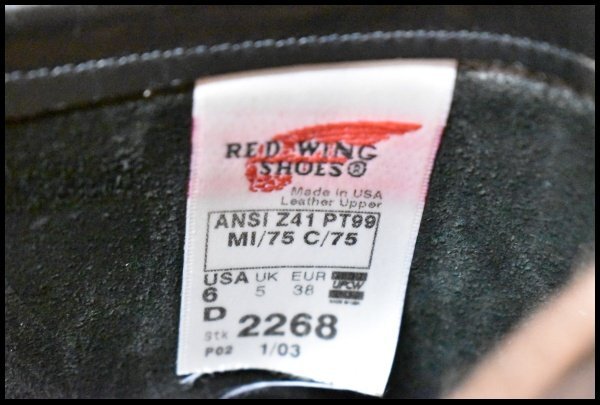 RED WING
SHOES®
Made in USA
Leather Upper
ANSI Z41 PT99
MI/75 C/75
USA UK EUR
6 5 38
UFCW
D
Stk 2268
P02 1/03